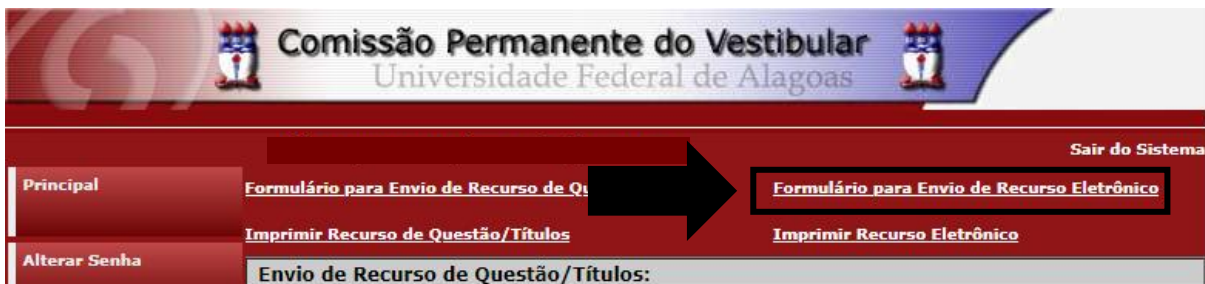 Comissão Permanente do Vestibular
Universidade Federal de Alagoas
Sair do Sistema
Principal
Formulário para Envio de Recurso de
Formulário para Envio de Recurso Eletrônico
Imprimir Recurso de Questão/Títulos
Imprimir Recurso Eletrônico
Alterar Senha
Envio de Recurso de Questão/Títulos: